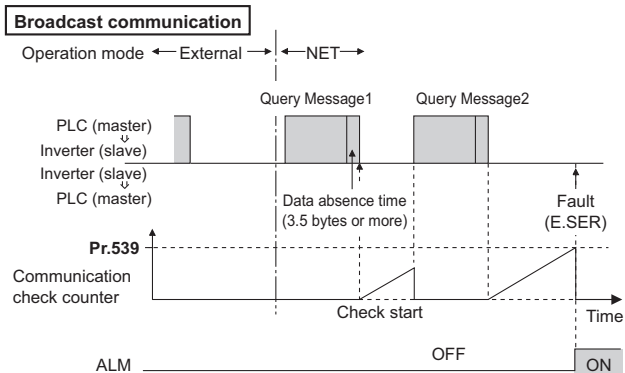 Broadcast communication
Operation mode External NET
Query Message1 Query Message2
PLC (master)
Inverter (slave)
Inverter (slave)
PLC (master)
Data absence time
(3.5 bytes or more)
Fault
(E.SER)
Pr.539
Communication
check counter
Check start
Time
ALM OFF ON